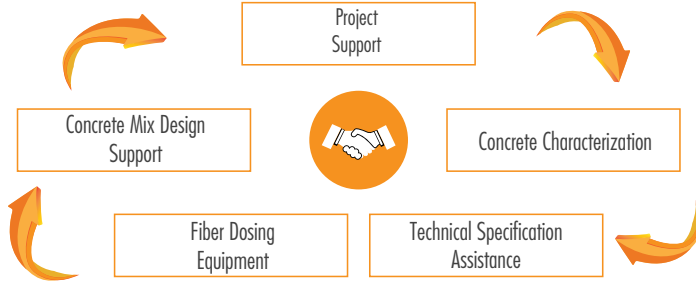 Project
Support
Concrete Mix Design
Support
Concrete Characterization
Fiber Dosing
Equipment
Technical Specification
Assistance